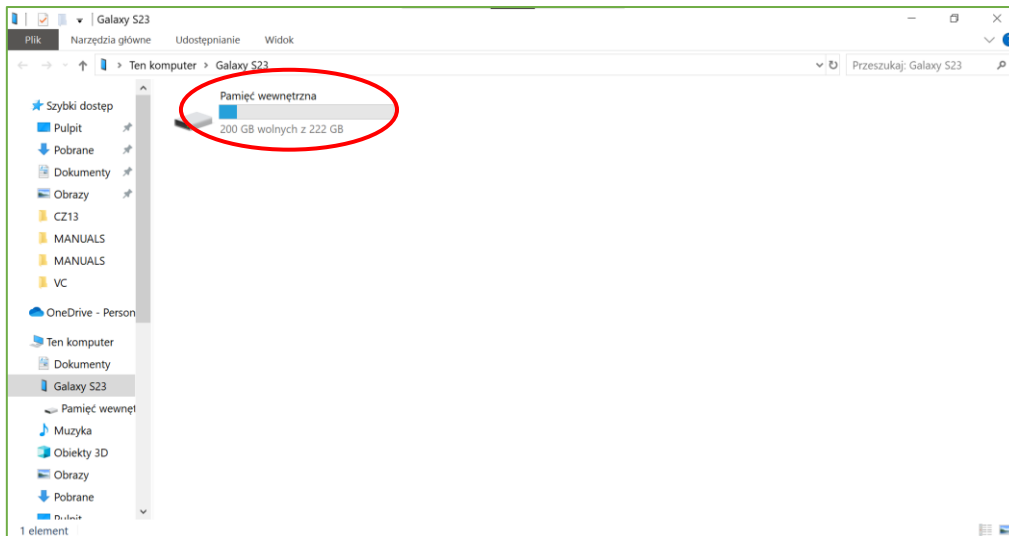 Galaxy S23
Plik Narzędzia główne Udostępnianie Widok
Ten komputer > Galaxy S23
Przeszukaj: Galaxy S23
Szybki dostęp
Pulpit
Pobrane
Dokumenty
Obrazy
CZ13
MANUALS
MANUALS
VC
OneDrive - Person
Ten komputer
Dokumenty
Galaxy S23
Pamięć wewnęt
Muzyka
Obiekty 3D
Obrazy
Pobrane
Pulpit
Pamięć wewnętrzna
200 GB wolnych z 222 GB
1 element